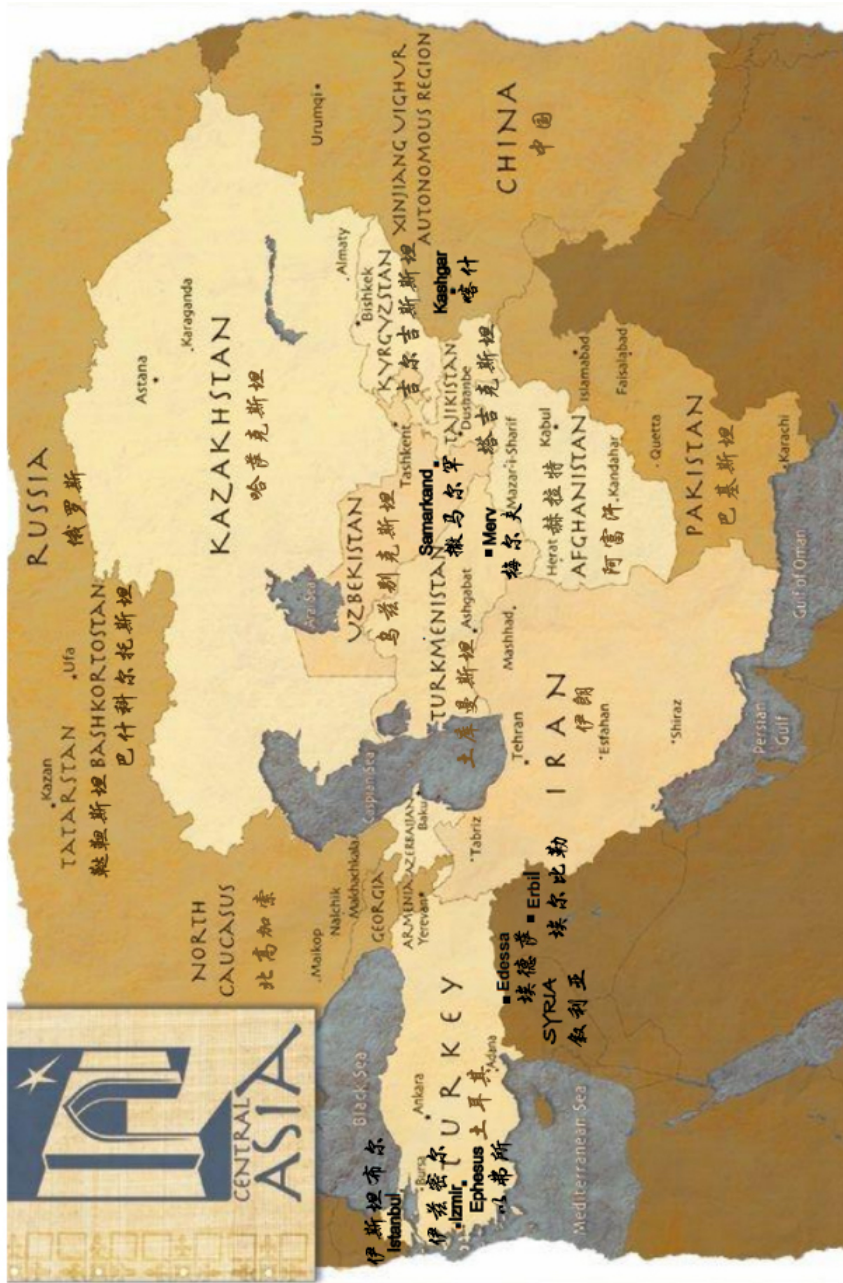 CENTRAL
ASIA
RUSSIA
俄罗斯
Kazan
TATARSTAN
鞑靼斯坦
Ufa
BASHKORTOSTAN
巴什科尔托斯坦
NORTH
CAUCASUS
北高加索
Maikop
Nalchik
Makhachkala
Astana
Karaganda
KAZAKHSTAN
哈萨克斯坦
Urumqi
Almaty
Bishkek
XINJIANG UIGHUR
AUTONOMOUS REGION
KYRGYZSTAN
吉尔吉斯斯坦
Kashgar
喀什
CHINA
中国
Black Sea
Caspian Sea
Aral Sea
GEORGIA
ARMENIA
Yerevan
AZERBAIJAN
Baku
UZBEKISTAN
乌兹别克斯坦
Tashkent
Samarkand
撒马尔罕
TAJIKISTAN
Dushanbe
塔吉克斯坦
TURKMENISTAN
土库曼斯坦
Ashgabat
Merv
梅尔夫
伊斯坦布尔
Istanbul
Bursa
Ankara
伊兹密尔
Izmir
Ephesus
以弗所
TURKEY
土耳其
Adana
Edessa
埃德萨
Erbil
埃尔比勒
SYRIA
叙利亚
Tabriz
Tehran
Mashhad
Esfahan
IRAN
伊朗
Shiraz
Mazar-i-Sharif
Herat
赫拉特
Kabul
AFGHANISTAN
阿富汗
Kandahar
Islamabad
Faisalabad
Quetta
PAKISTAN
巴基斯坦
Karachi
Mediterranean Sea
Persian
Gulf
Gulf of Oman